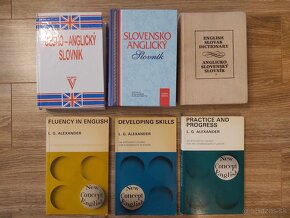 ČESKO-ANGLICKÝ
SLOVNÍK
SLOVENSKO
ANGLICKÝ
Slovník
ENGLISH
SLOVAK
DICTIONARY
ANGLICKO
SLOVENSKÝ
SLOVNÍK
FLUENCY IN ENGLISH
L. G. ALEXANDER
New
Concept
English
DEVELOPING SKILLS
L. G. ALEXANDER
New
Concept
English
PRACTICE AND
PROGRESS
L. G. ALEXANDER
New
Concept
English